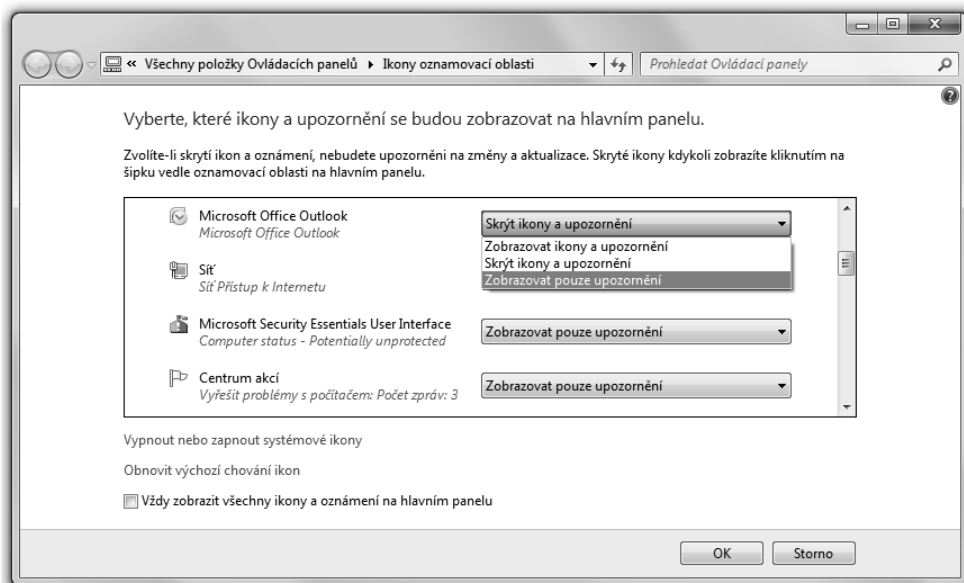 « Všechny položky Ovládacích panelů ▸ Ikony oznamovací oblasti
Prohledat Ovládací panely
Vyberte, které ikony a upozornění se budou zobrazovat na hlavním panelu.
Zvolíte-li skrytí ikon a oznámení, nebudete upozorněni na změny a aktualizace. Skryté ikony kdykoli zobrazíte kliknutím na
šipku vedle oznamovací oblasti na hlavním panelu.
Microsoft Office Outlook
Microsoft Office Outlook
Skrýt ikony a upozornění
Zobrazovat ikony a upozornění
Skrýt ikony a upozornění
Zobrazovat pouze upozornění
Síť
Síť Přístup k Internetu
Microsoft Security Essentials User Interface
Computer status - Potentially unprotected
Zobrazovat pouze upozornění
Centrum akcí
Vyřešit problémy s počítačem: Počet zpráv: 3
Zobrazovat pouze upozornění
Vypnout nebo zapnout systémové ikony
Obnovit výchozí chování ikon
Vždy zobrazit všechny ikony a oznámení na hlavním panelu
OK
Storno